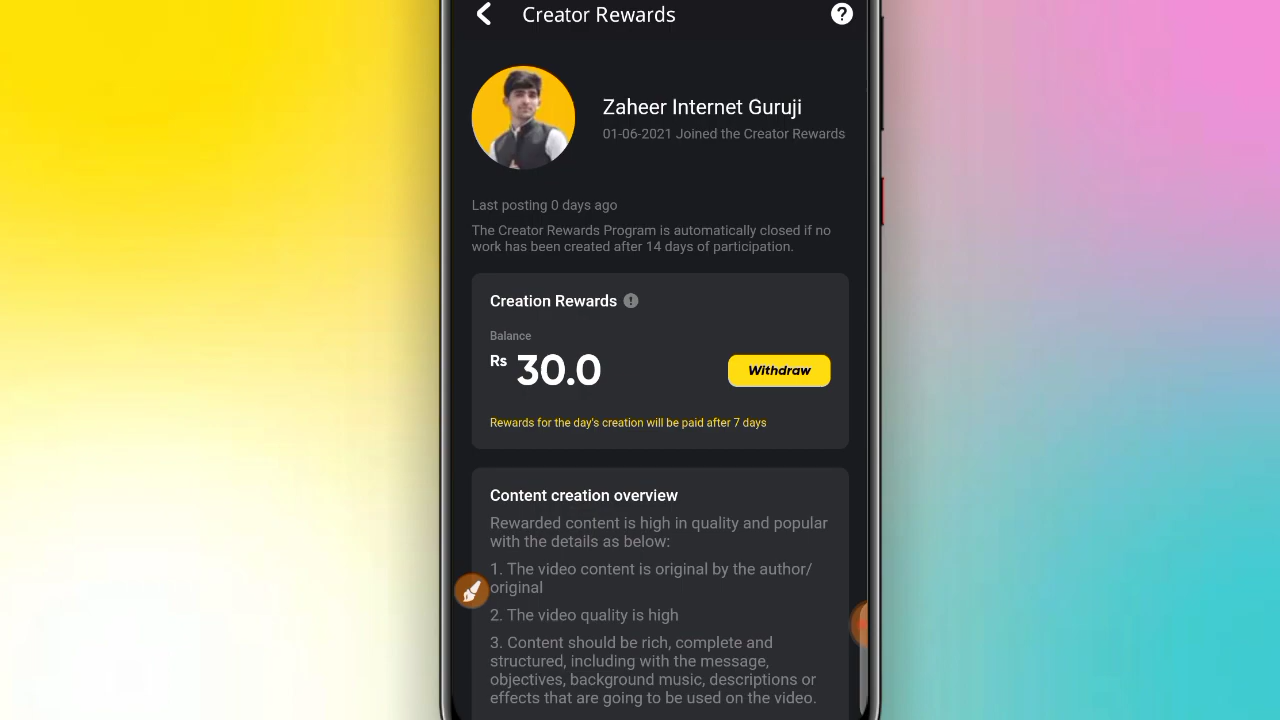 Creator Rewards
Zaheer Internet Guruji
01-06-2021 Joined the Creator Rewards
Last posting 0 days ago
The Creator Rewards Program is automatically closed if no
work has been created after 14 days of participation.
Creation Rewards
Balance
Rs 30.0
Withdraw
Rewards for the day's creation will be paid after 7 days
Content creation overview
Rewarded content is high in quality and popular
with the details as below:
1. The video content is original by the author/
original
2. The video quality is high
3. Content should be rich, complete and
structured, including with the message,
objectives, background music, descriptions or
effects that are going to be used on the video.